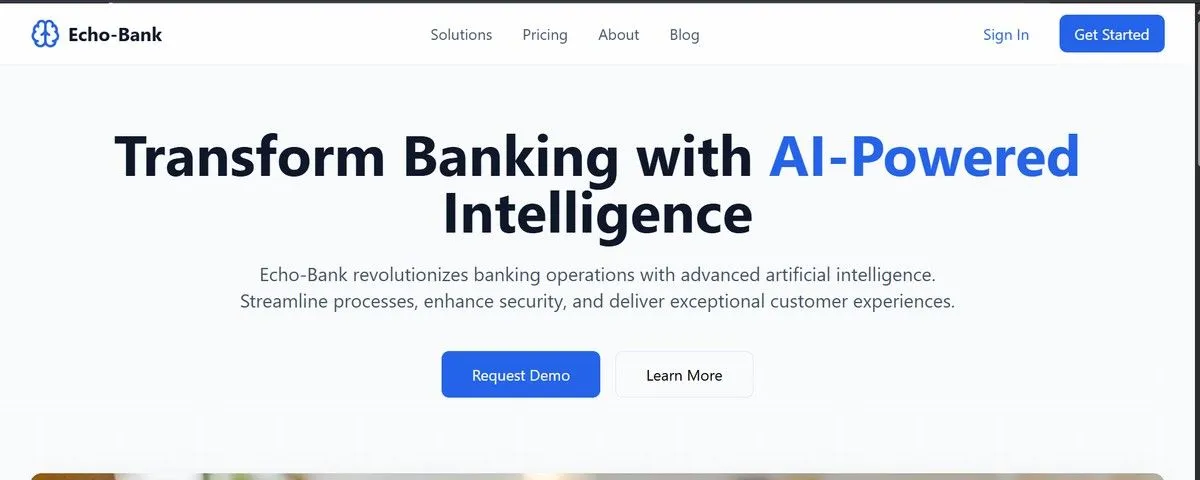 Echo-Bank
Solutions
Pricing
About
Blog
Sign In
Get Started
Transform Banking with AI-Powered
Intelligence
Echo-Bank revolutionizes banking operations with advanced artificial intelligence.
Streamline processes, enhance security, and deliver exceptional customer experiences.
Request Demo
Learn More